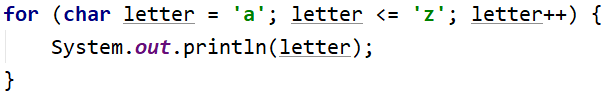 for (char letter = 'a'; letter <= 'z'; letter++) {
    System.out.println(letter);
}